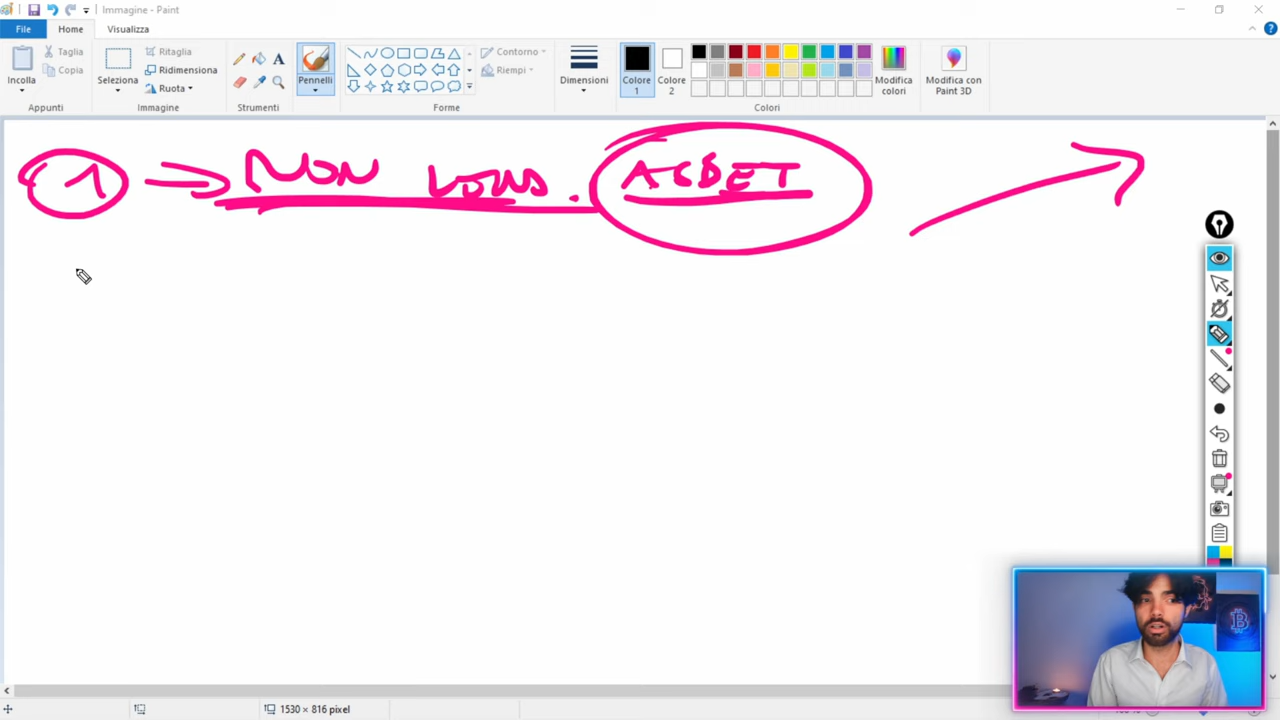 Immagine - Paint
File Home Visualizza
Incolla Taglia Copia Seleziona Ritaglia Ridimensiona Ruota A Pennelli Contorno Riempi Dimensioni Colore 1 Colore 2 Modifica colori Modifica con Paint 3D
Appunti Immagine Strumenti Forme Colori
1 NON
1530 × 816 pixel